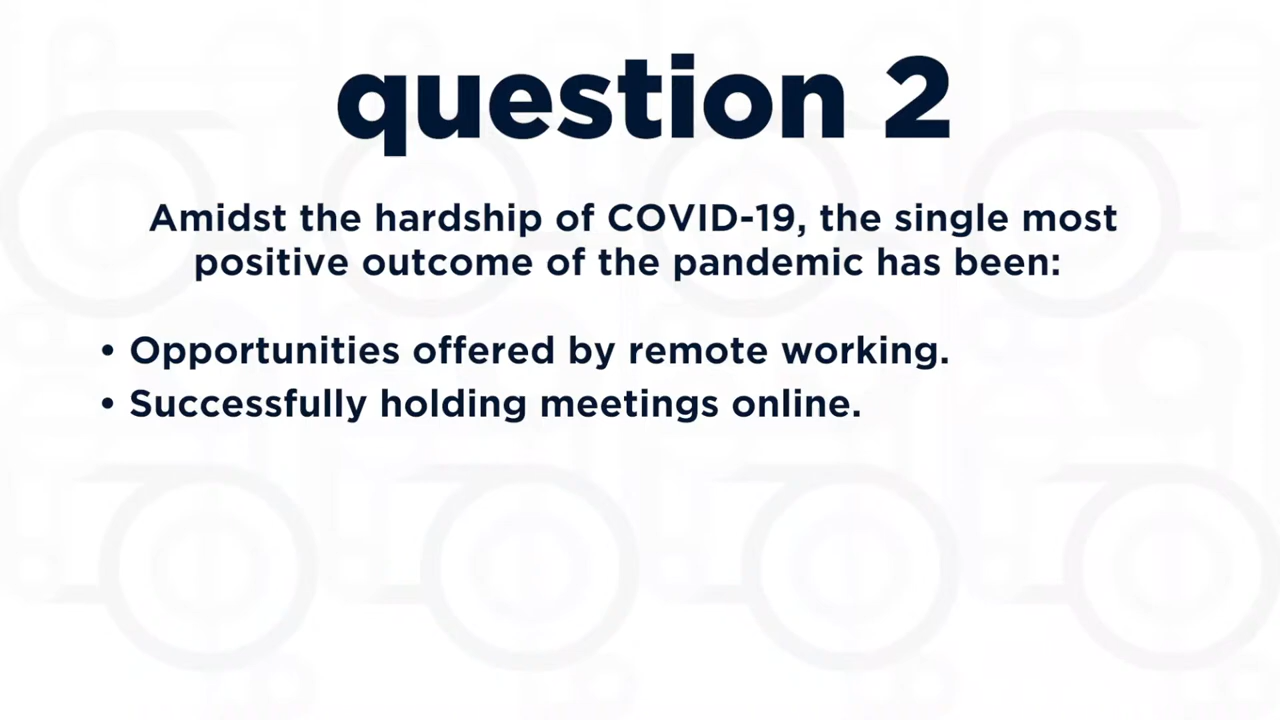 question 2
Amidst the hardship of COVID-19, the single most
positive outcome of the pandemic has been:
• Opportunities offered by remote working.
• Successfully holding meetings online.